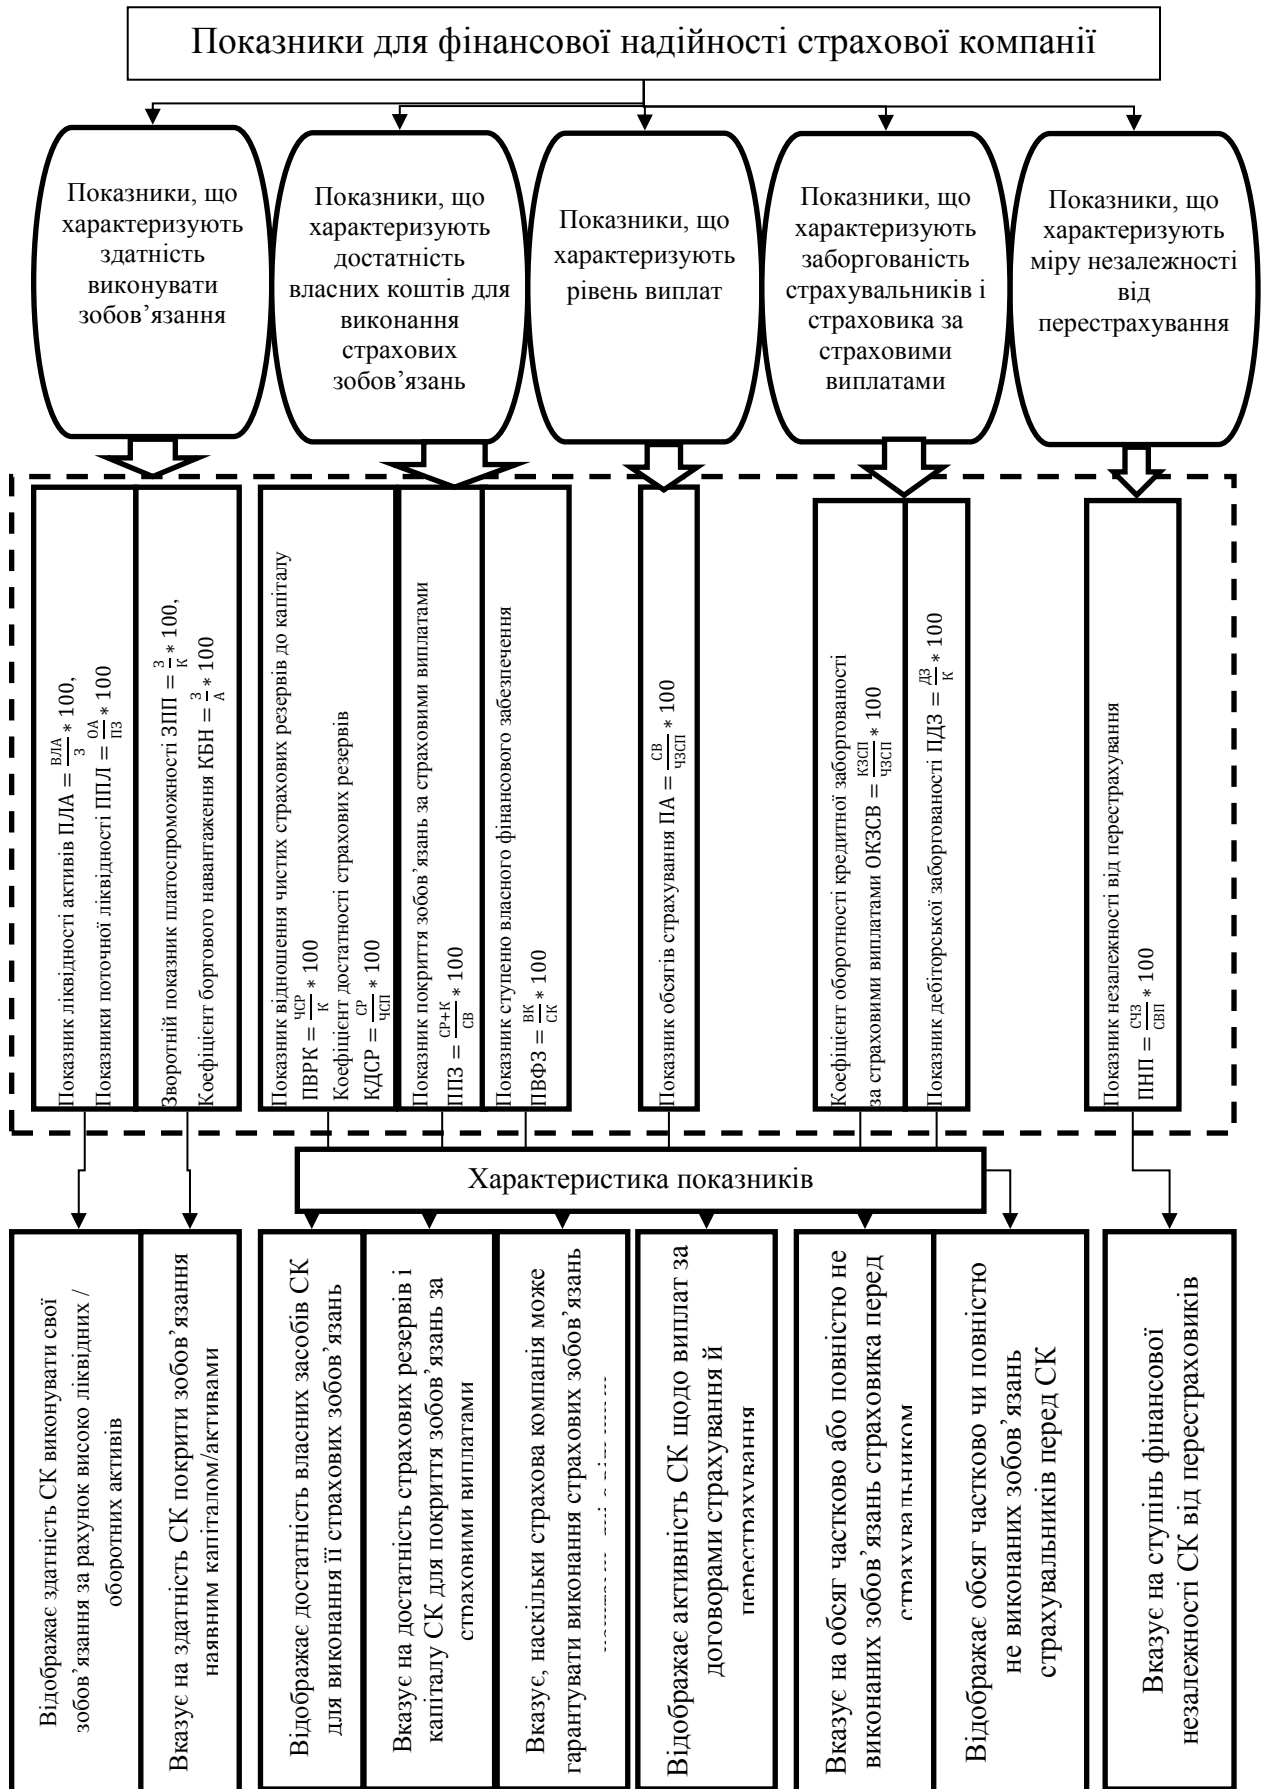 Показники для фінансової надійності страхової компанії
Показники, що
характеризують
здатність
виконувати
зобов’язання
Показники, що
характеризують
достатність
власних коштів для
виконання
страхових
зобов’язань
Показники, що
характеризують
рівень виплат
Показники, що
характеризують
заборгованість
страхувальників і
страховика за
страховими
виплатами
Показники, що
характеризують
міру незалежності
від
перестрахування
Показник ліквідності активів ПЛА = ВЛА/З * 100,
Показники поточної ліквідності ППЛ = ОА/ПЗ * 100
Зворотній показник платоспроможності ЗПП = З/К * 100,
Коефіцієнт боргового навантаження КБН = З/А * 100
Показник відношення чистих страхових резервів до капіталу
ПВРК = ЧСР/К * 100
Коефіцієнт достатності страхових резервів
КДСР = СР/ЧСП * 100
Показник покриття зобов’язань за страховими виплатами
ППЗ = СР+К/СВ * 100
Показник ступеню власного фінансового забезпечення
ПВФЗ = ВК/СК * 100
Показник обсягів страхування ПА = СВ/ЧЗСП * 100
Коефіцієнт оборотності кредитної заборгованості
за страховими виплатами ОКЗСВ = КЗСП/ЧЗСП * 100
Показник дебіторської заборгованості ПДЗ = ДЗ/К * 100
Показник незалежності від перестрахування
ПНП = СЧЗ/СВП * 100
Характеристика показників
Відображає здатність СК виконувати свої
зобов’язання за рахунок високо ліквідних /
оборотних активів
Вказує на здатність СК покрити зобов’язання
наявним капіталом/активами
Відображає достатність власних засобів СК
для виконання її страхових зобов’язань
Вказує на достатність страхових резервів і
капіталу СК для покриття зобов’язань за
страховими виплатами
Вказує, наскільки страхова компанія може
гарантувати виконання страхових зобов’язань
Відображає активність СК щодо виплат за
договорами страхування й
перестрахування
Вказує на обсяг частково або повністю не
виконаних зобов’язань страховика перед
страхувальником
Відображає обсяг частково чи повністю
не виконаних зобов’язань
страхувальників перед СК
Вказує на ступінь фінансової
незалежності СК від перестраховиків